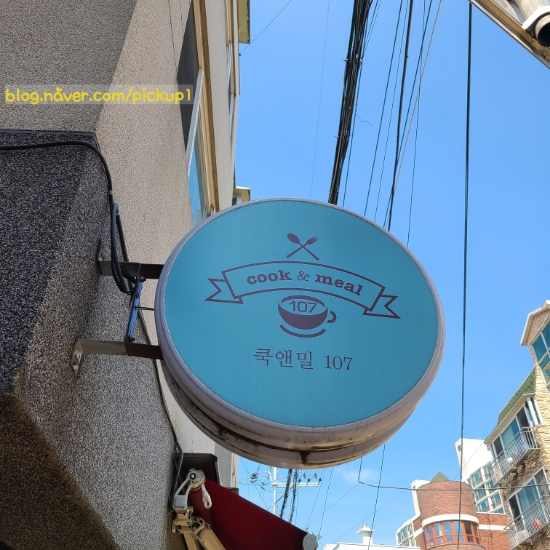 blog.naver.com/pickup1
cook & meal
107
쿡앤밀 107